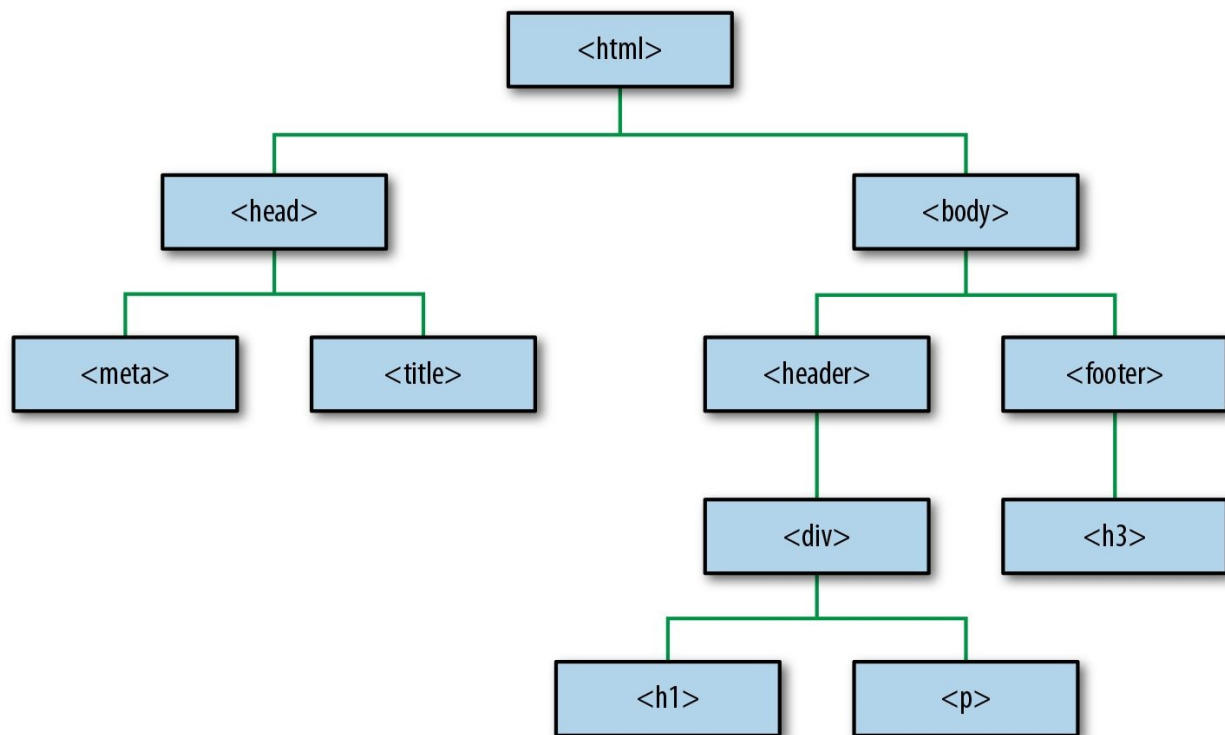 <html>
<head>
<body>
<meta>
<title>
<header>
<footer>
<div>
<h3>
<h1>
<p>